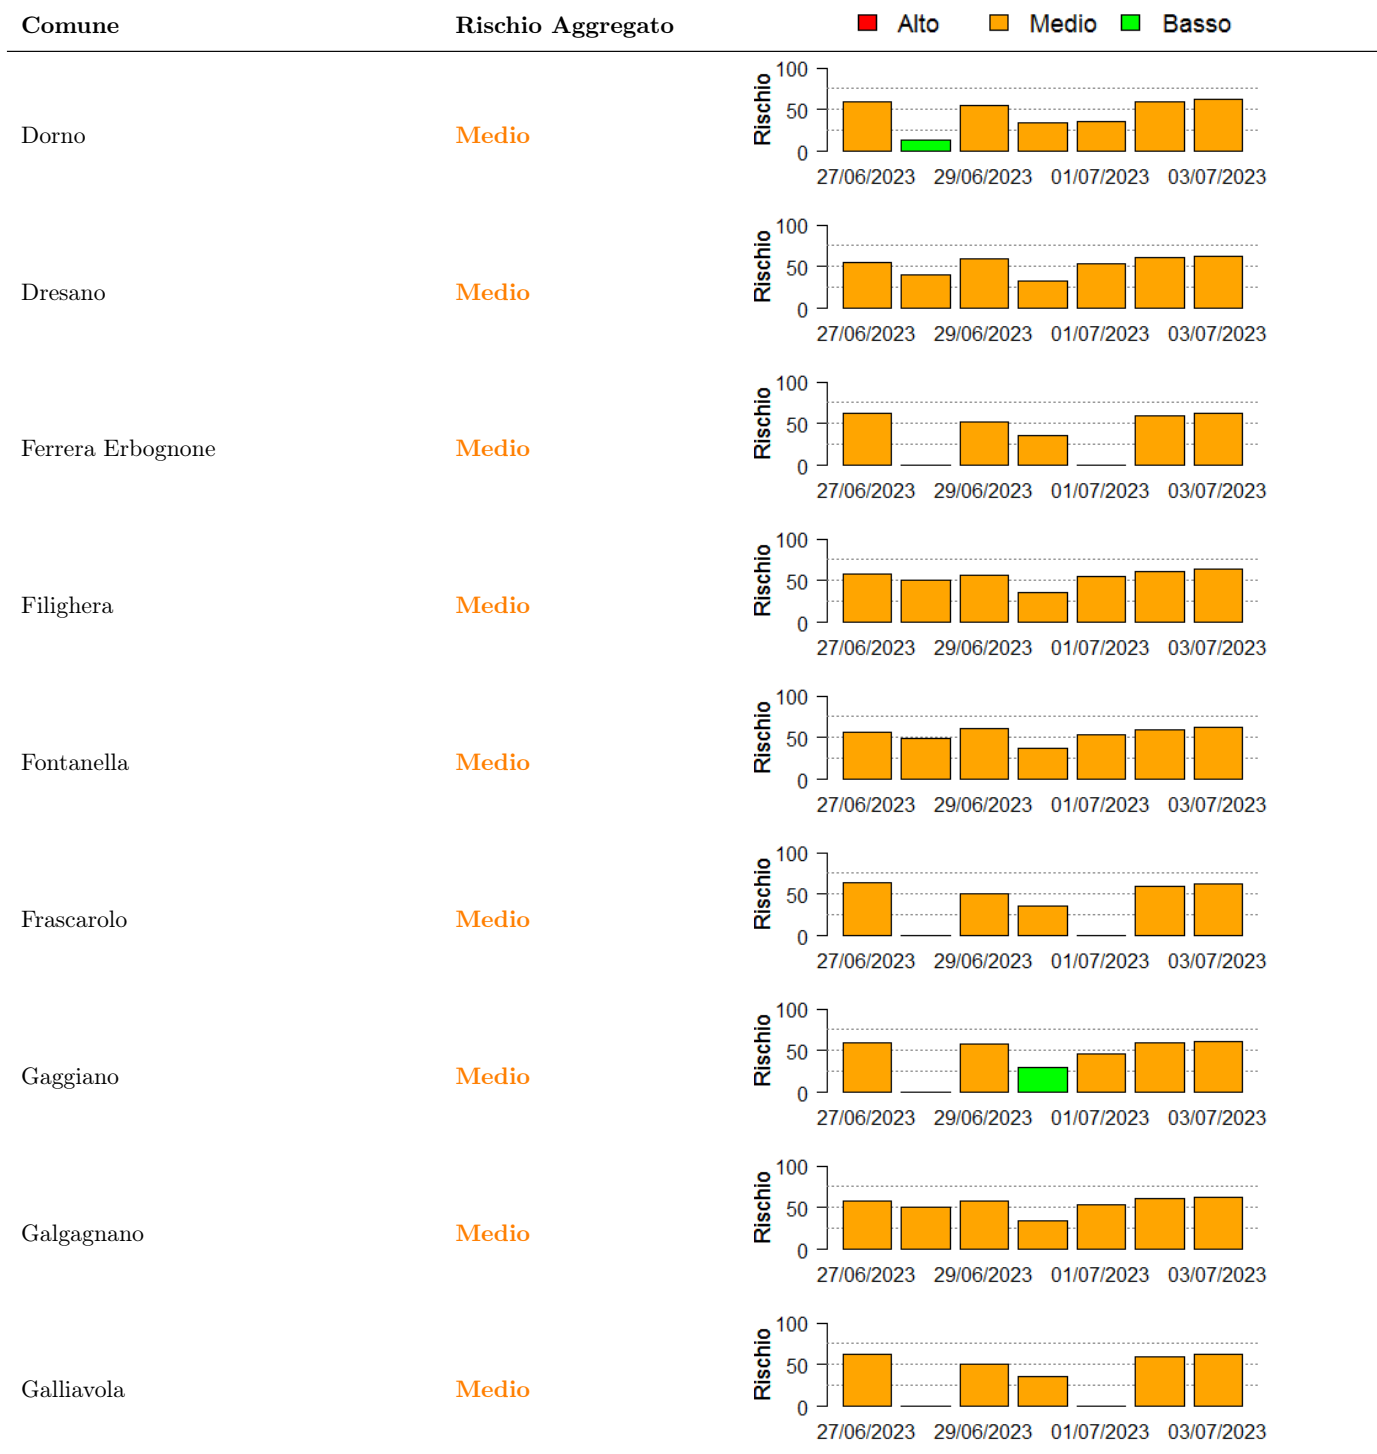 Comune Rischio Aggregato Alto Medio Basso
Dorno Medio
Rischio
100
50
0
27/06/2023 29/06/2023 01/07/2023 03/07/2023
Dresano Medio
Rischio
100
50
0
27/06/2023 29/06/2023 01/07/2023 03/07/2023
Ferrera Erbognone Medio
Rischio
100
50
0
27/06/2023 29/06/2023 01/07/2023 03/07/2023
Filighera Medio
Rischio
100
50
0
27/06/2023 29/06/2023 01/07/2023 03/07/2023
Fontanella Medio
Rischio
100
50
0
27/06/2023 29/06/2023 01/07/2023 03/07/2023
Frascarolo Medio
Rischio
100
50
0
27/06/2023 29/06/2023 01/07/2023 03/07/2023
Gaggiano Medio
Rischio
100
50
0
27/06/2023 29/06/2023 01/07/2023 03/07/2023
Galgagnano Medio
Rischio
100
50
0
27/06/2023 29/06/2023 01/07/2023 03/07/2023
Galliavola Medio
Rischio
100
50
0
27/06/2023 29/06/2023 01/07/2023 03/07/2023